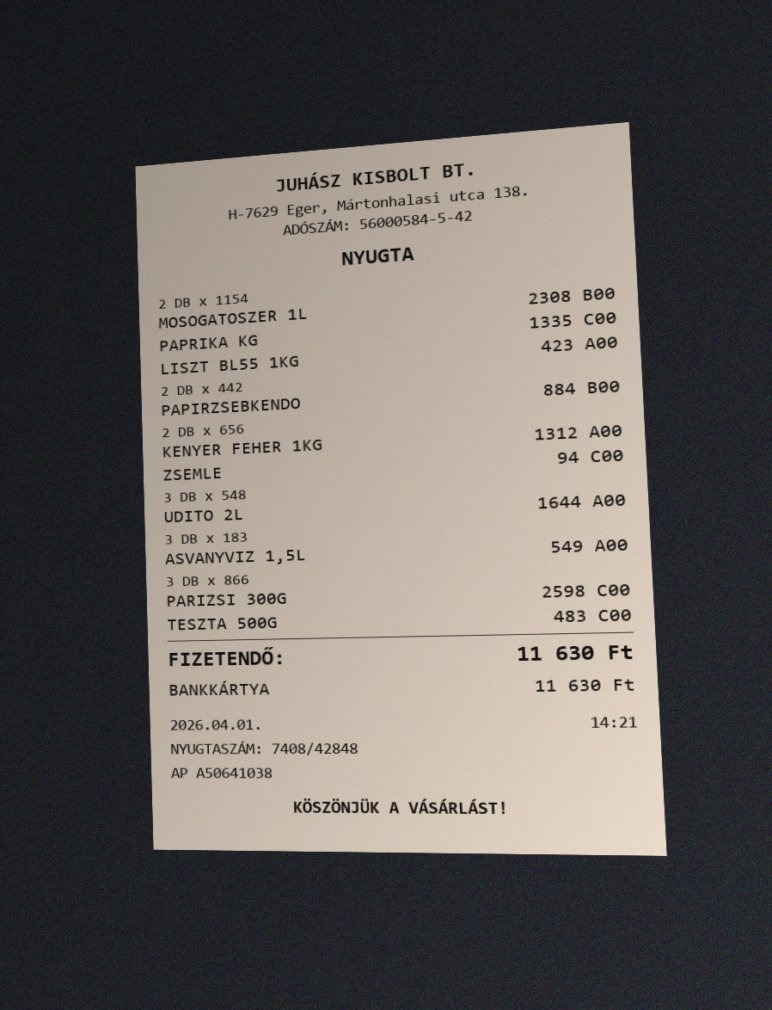 JUHÁSZ KISBOLT BT.
H-7629 Eger, Mártonhalasi utca 138.
ADÓSZÁM: 56000584-5-42
NYUGTA
2 DB x 1154
MOSOGATOSZER 1L 2308 B00
PAPRIKA KG 1335 C00
LISZT BL55 1KG 423 A00
2 DB x 442
PAPIRZSEBKENDO 884 B00
2 DB x 656
KENYER FEHER 1KG 1312 A00
ZSEMLE 94 C00
3 DB x 548
UDITO 2L 1644 A00
3 DB x 183
ASVANYVIZ 1,5L 549 A00
3 DB x 866
PARIZSI 300G 2598 C00
TESZTA 500G 483 C00
FIZETENDŐ: 11 630 Ft
BANKKÁRTYA 11 630 Ft
2026.04.01. 14:21
NYUGTASZÁM: 7408/42848
AP A50641038
KÖSZÖNJÜK A VÁSÁRLÁST!